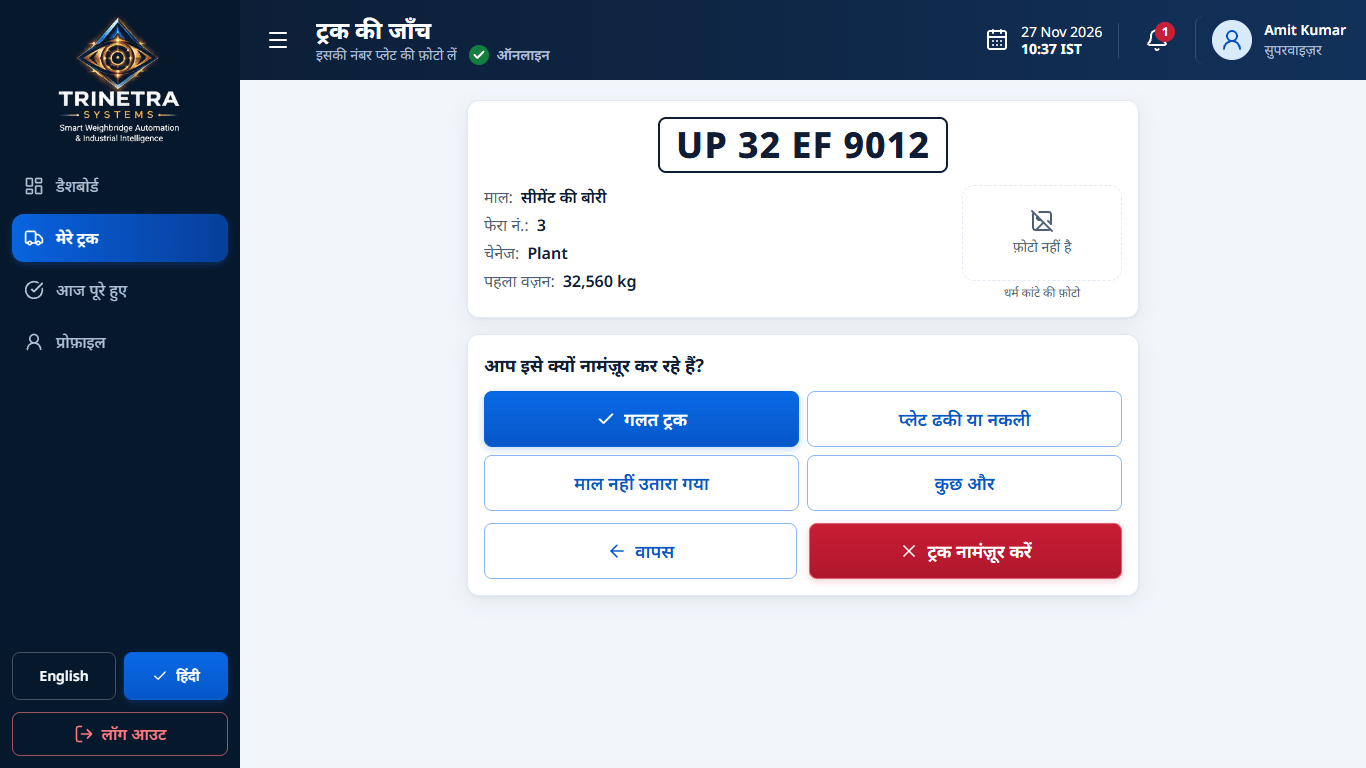 TRINETRA
SYSTEMS
Smart Weighbridge Automation
& Industrial Intelligence
डैशबोर्ड
मेरे ट्रक
आज पूरे हुए
प्रोफ़ाइल
English
हिंदी
लॉग आउट
ट्रक की जाँच
इसकी नंबर प्लेट की फ़ोटो लें
ऑनलाइन
27 Nov 2026
10:37 IST
1
Amit Kumar
सुपरवाइज़र
UP 32 EF 9012
माल: सीमेंट की बोरी
फेरा नं.: 3
चेनेज: Plant
पहला वज़न: 32,560 kg
फ़ोटो नहीं है
धर्म कांटे की फ़ोटो
आप इसे क्यों नामंज़ूर कर रहे हैं?
गलत ट्रक
प्लेट ढकी या नकली
माल नहीं उतारा गया
कुछ और
वापस
ट्रक नामंज़ूर करें